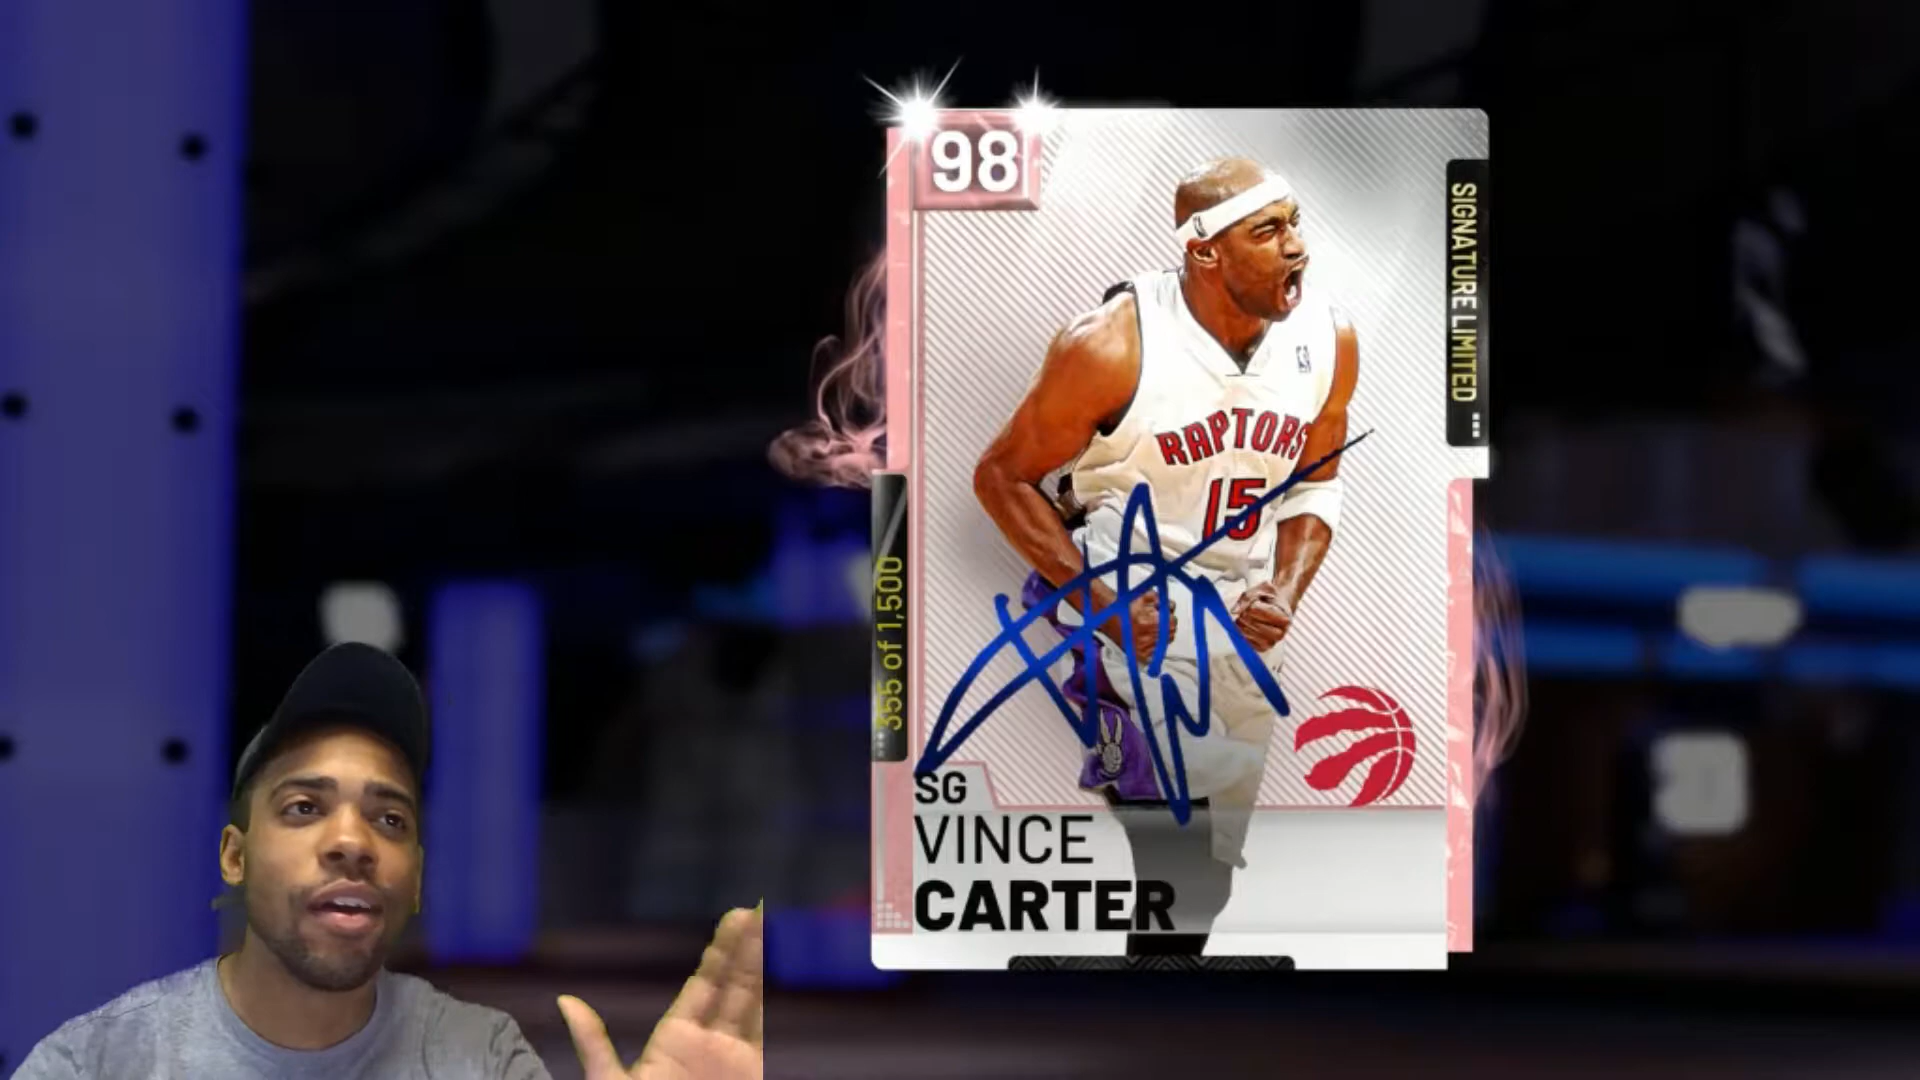 98
SIGNATURE LIMITED
RAPTORS
15
355 of 1,500
SG
VINCE
CARTER